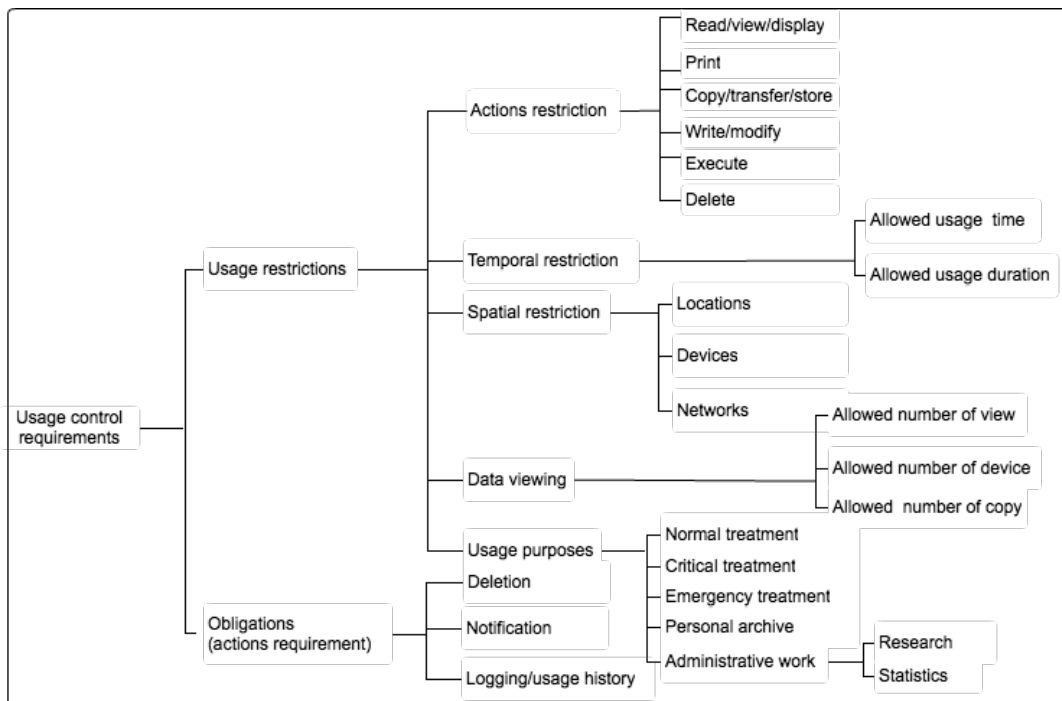 Read/view/display
Print
Copy/transfer/store
Actions restriction
Write/modify
Execute
Delete
Allowed usage time
Usage restrictions
Temporal restriction
Allowed usage duration
Spatial restriction
Locations
Devices
Networks
Usage control
requirements
Allowed number of view
Data viewing
Allowed number of device
Allowed number of copy
Usage purposes
Normal treatment
Critical treatment
Emergency treatment
Personal archive
Administrative work
Research
Statistics
Obligations
(actions requirement)
Deletion
Notification
Logging/usage history